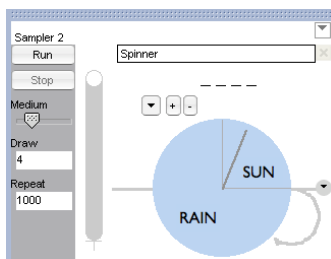 Sampler 2
Run
Spinner
Stop
Medium
+ -
Draw
4
SUN
Repeat
1000
RAIN